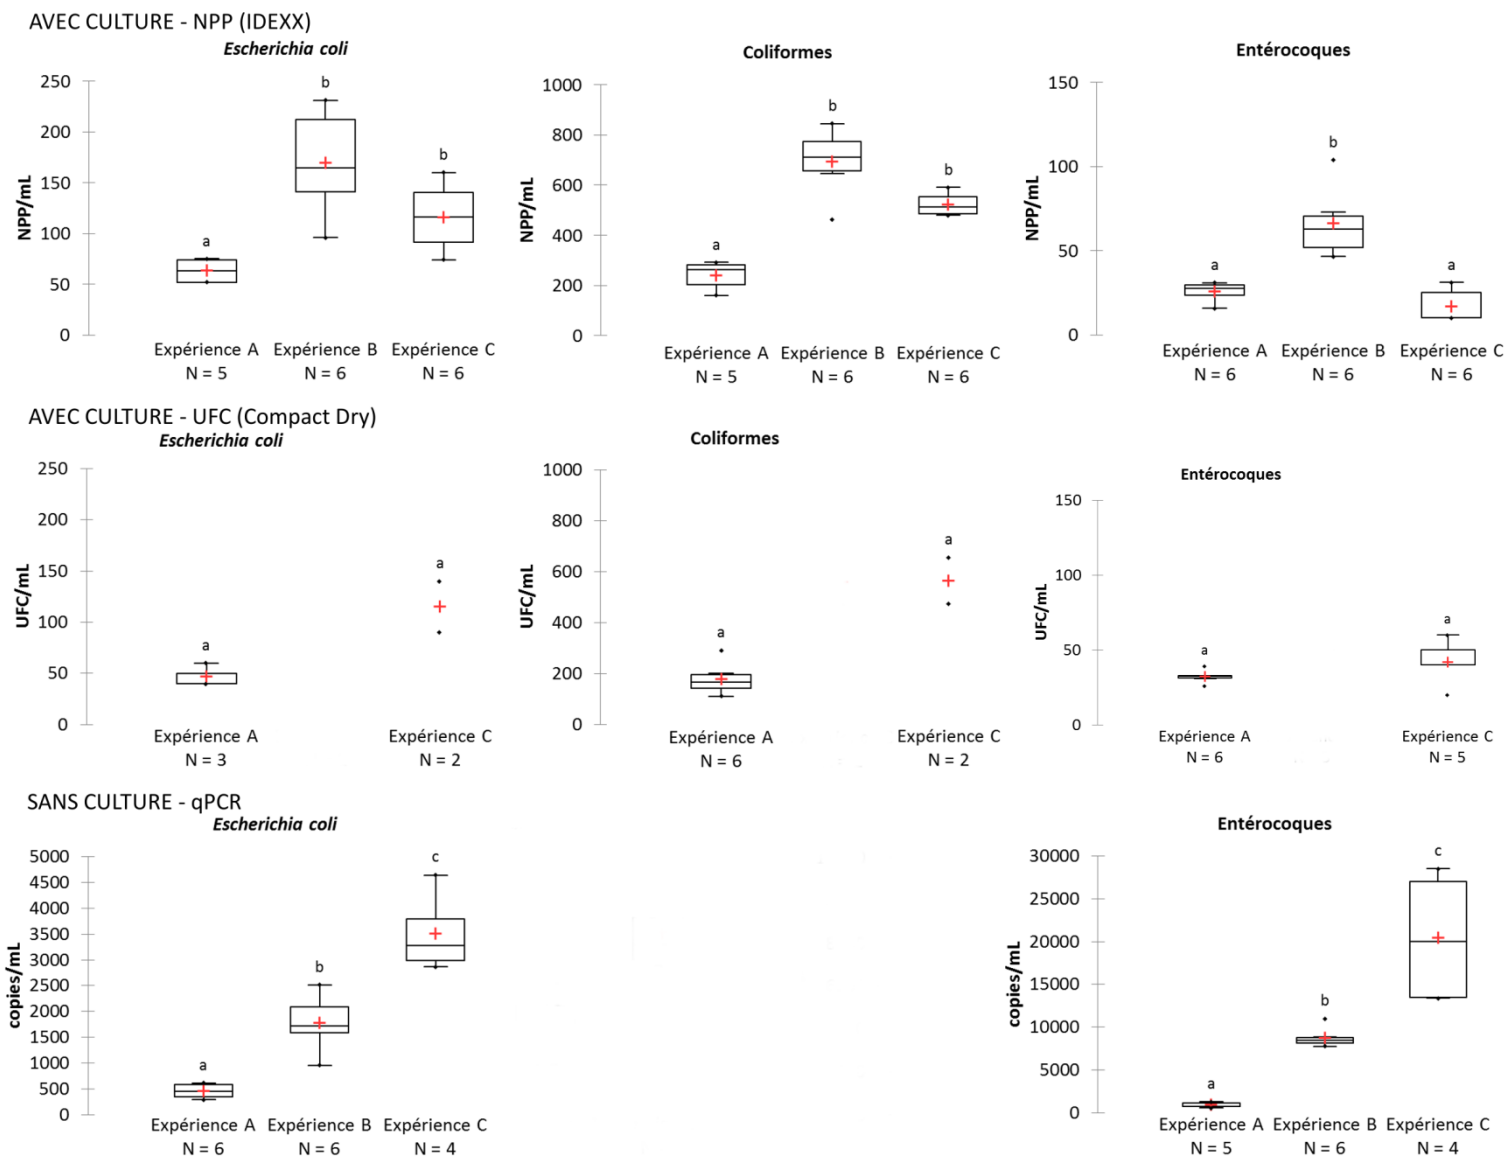 AVEC CULTURE - NPP (IDEXX)
Escherichia coli
Coliformes
Entérocoques
250
200
150
100
50
0
NPP/mL
a
b
b
Expérience A
N = 5
Expérience B
N = 6
Expérience C
N = 6
1000
800
600
400
200
0
NPP/mL
a
b
b
Expérience A
N = 5
Expérience B
N = 6
Expérience C
N = 6
150
100
50
0
NPP/mL
a
b
a
Expérience A
N = 6
Expérience B
N = 6
Expérience C
N = 6
AVEC CULTURE - UFC (Compact Dry)
Escherichia coli
Coliformes
Entérocoques
250
200
150
100
50
0
UFC/mL
a
a
Expérience A
N = 3
Expérience C
N = 2
1000
800
600
400
200
0
UFC/mL
a
a
Expérience A
N = 6
Expérience C
N = 2
150
100
50
0
UFC/mL
a
a
Expérience A
N = 6
Expérience C
N = 5
SANS CULTURE - qPCR
Escherichia coli
Entérocoques
5000
4500
4000
3500
3000
2500
2000
1500
1000
500
0
copies/mL
a
b
c
Expérience A
N = 6
Expérience B
N = 6
Expérience C
N = 4
30000
25000
20000
15000
10000
5000
0
copies/mL
a
b
c
Expérience A
N = 5
Expérience B
N = 6
Expérience C
N = 4